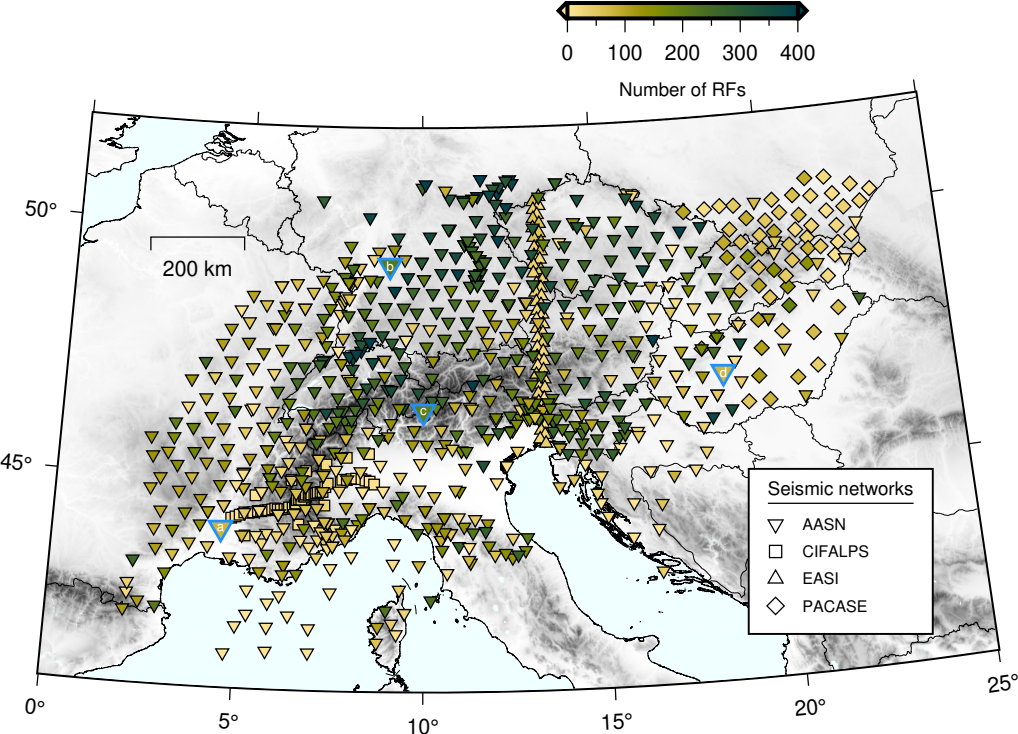 0 100 200 300 400
Number of RFs
50°
200 km
b
d
c
45°
Seismic networks
a
AASN
CIFALPS
EASI
PACASE
0° 5° 10° 15° 20° 25°